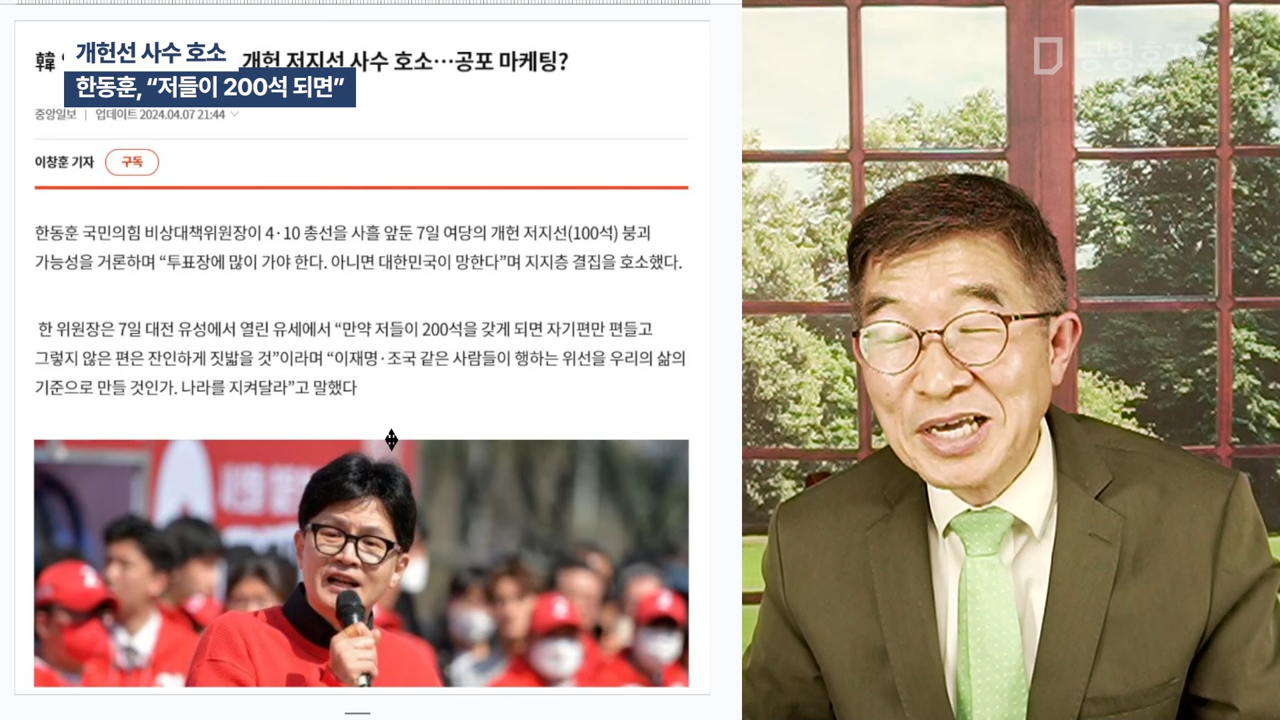 개헌선 사수 호소
한동훈, “저들이 200석 되면”
韓 개헌 저지선 사수 호소…공포 마케팅?
중앙일보 | 업데이트 2024.04.07 21:44
이창훈 기자 구독
한동훈 국민의힘 비상대책위원장이 4·10 총선을 사흘 앞둔 7일 여당의 개헌 저지선(100석) 붕괴
가능성을 거론하며 “투표장에 많이 가야 한다. 아니면 대한민국이 망한다”며 지지층 결집을 호소했다.
한 위원장은 7일 대전 유성에서 열린 유세에서 “만약 저들이 200석을 갖게 되면 자기편만 편들고
그렇지 않은 편은 잔인하게 짓밟을 것”이라며 “이재명·조국 같은 사람들이 행하는 위선을 우리의 삶의
기준으로 만들 것인가. 나라를 지켜달라”고 말했다
공병호TV